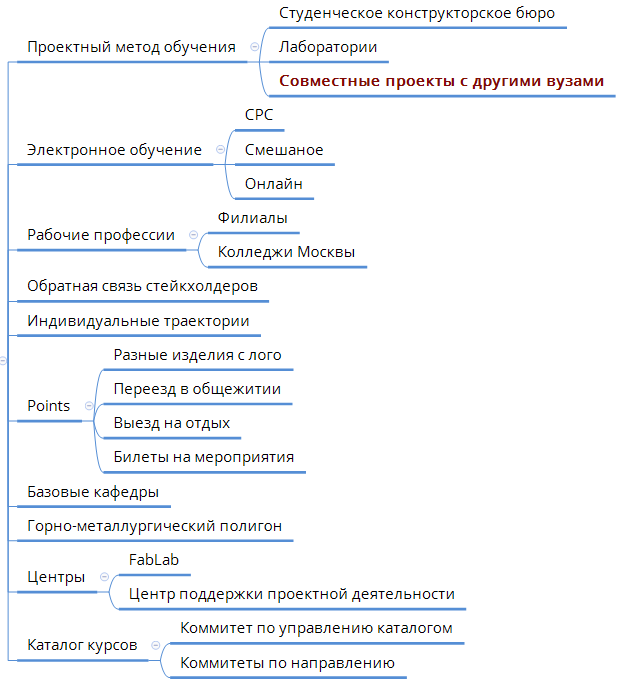 Студенческое конструкторское бюро
Проектный метод обучения
Лаборатории
Совместные проекты с другими вузами
СРС
Электронное обучение
Смешаное
Онлайн
Филиалы
Рабочие профессии
Колледжи Москвы
Обратная связь стейкхолдеров
Индивидуальные траектории
Разные изделия с лого
Переезд в общежитии
Points
Выезд на отдых
Билеты на мероприятия
Базовые кафедры
Горно-металлургический полигон
FabLab
Центры
Центр поддержки проектной деятельности
Коммитет по управлению каталогом
Каталог курсов
Коммитеты по направлению